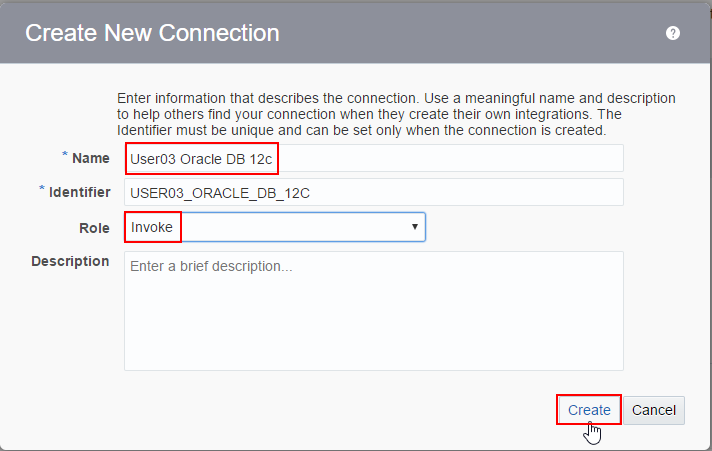 Create New Connection
?
Enter information that describes the connection. Use a meaningful name and description
to help others find your connection when they create their own integrations. The
Identifier must be unique and can be set only when the connection is created.
* Name User03 Oracle DB 12c
* Identifier USER03_ORACLE_DB_12C
Role Invoke
Description Enter a brief description...
Create Cancel